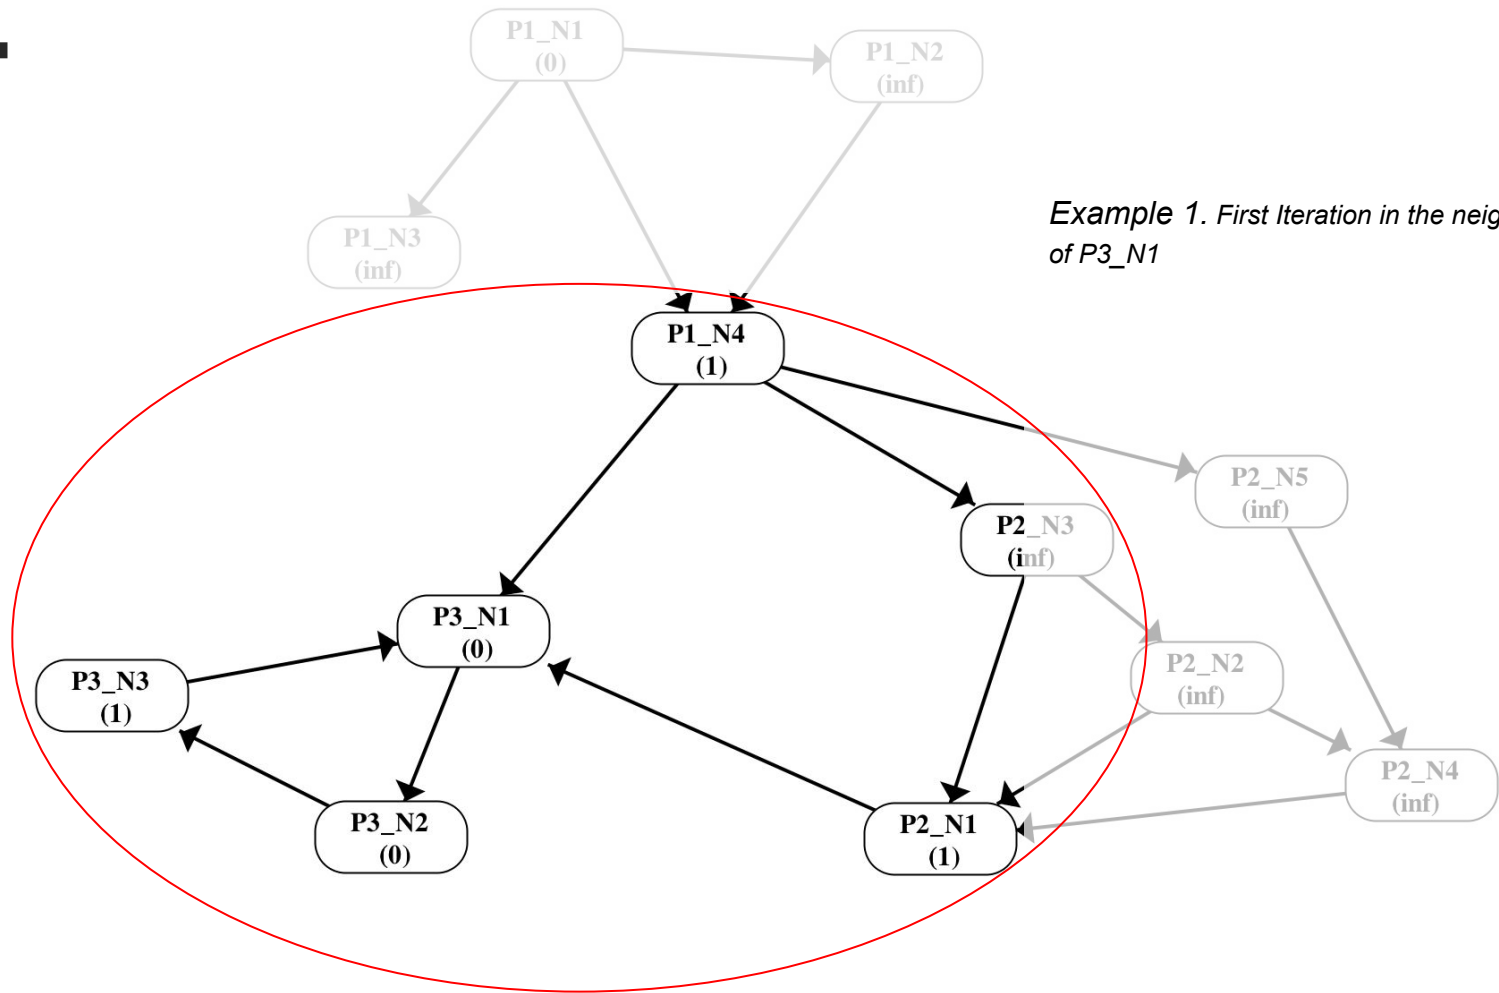 P1_N1
(0)
P1_N2
(inf)
P1_N3
(inf)
Example 1. First Iteration in the neig
of P3_N1
P1_N4
(1)
P2_N5
(inf)
P2_N3
(inf)
P3_N1
(0)
P2_N2
(inf)
P3_N3
(1)
P2_N4
(inf)
P3_N2
(0)
P2_N1
(1)